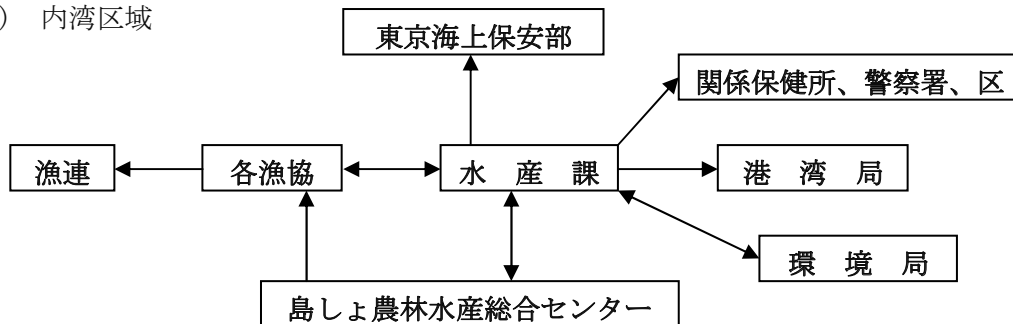 ) 内湾区域
東京海上保安部
関係保健所、警察署、区
漁連
各漁協
水 産 課
港 湾 局
環 境 局
島しょ農林水産総合センター